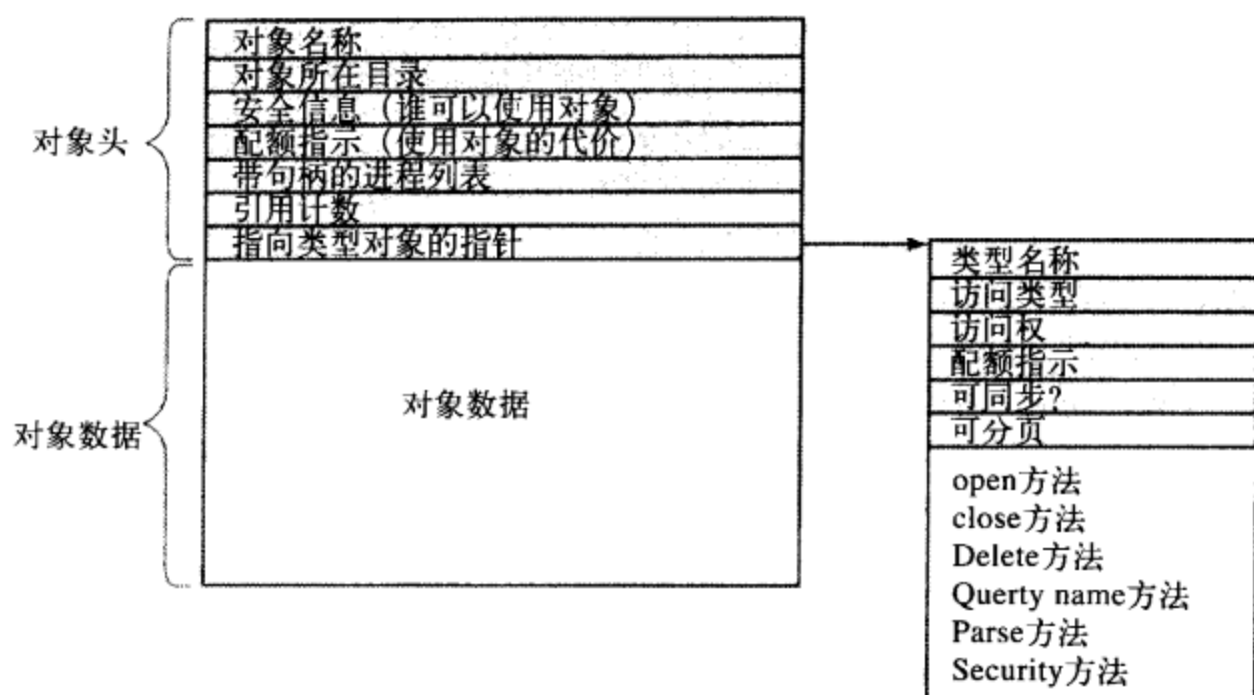 对象名称
对象所在目录
安全信息（谁可以使用对象）
对象头
配额指示（使用对象的代价）
带句柄的进程列表
引用计数
指向类型对象的指针
类型名称
访问类型
访问权
配额指示
可同步?
对象数据
可分页
对象数据
open方法
close方法
Delete方法
Querty name方法
Parse方法
Security方法